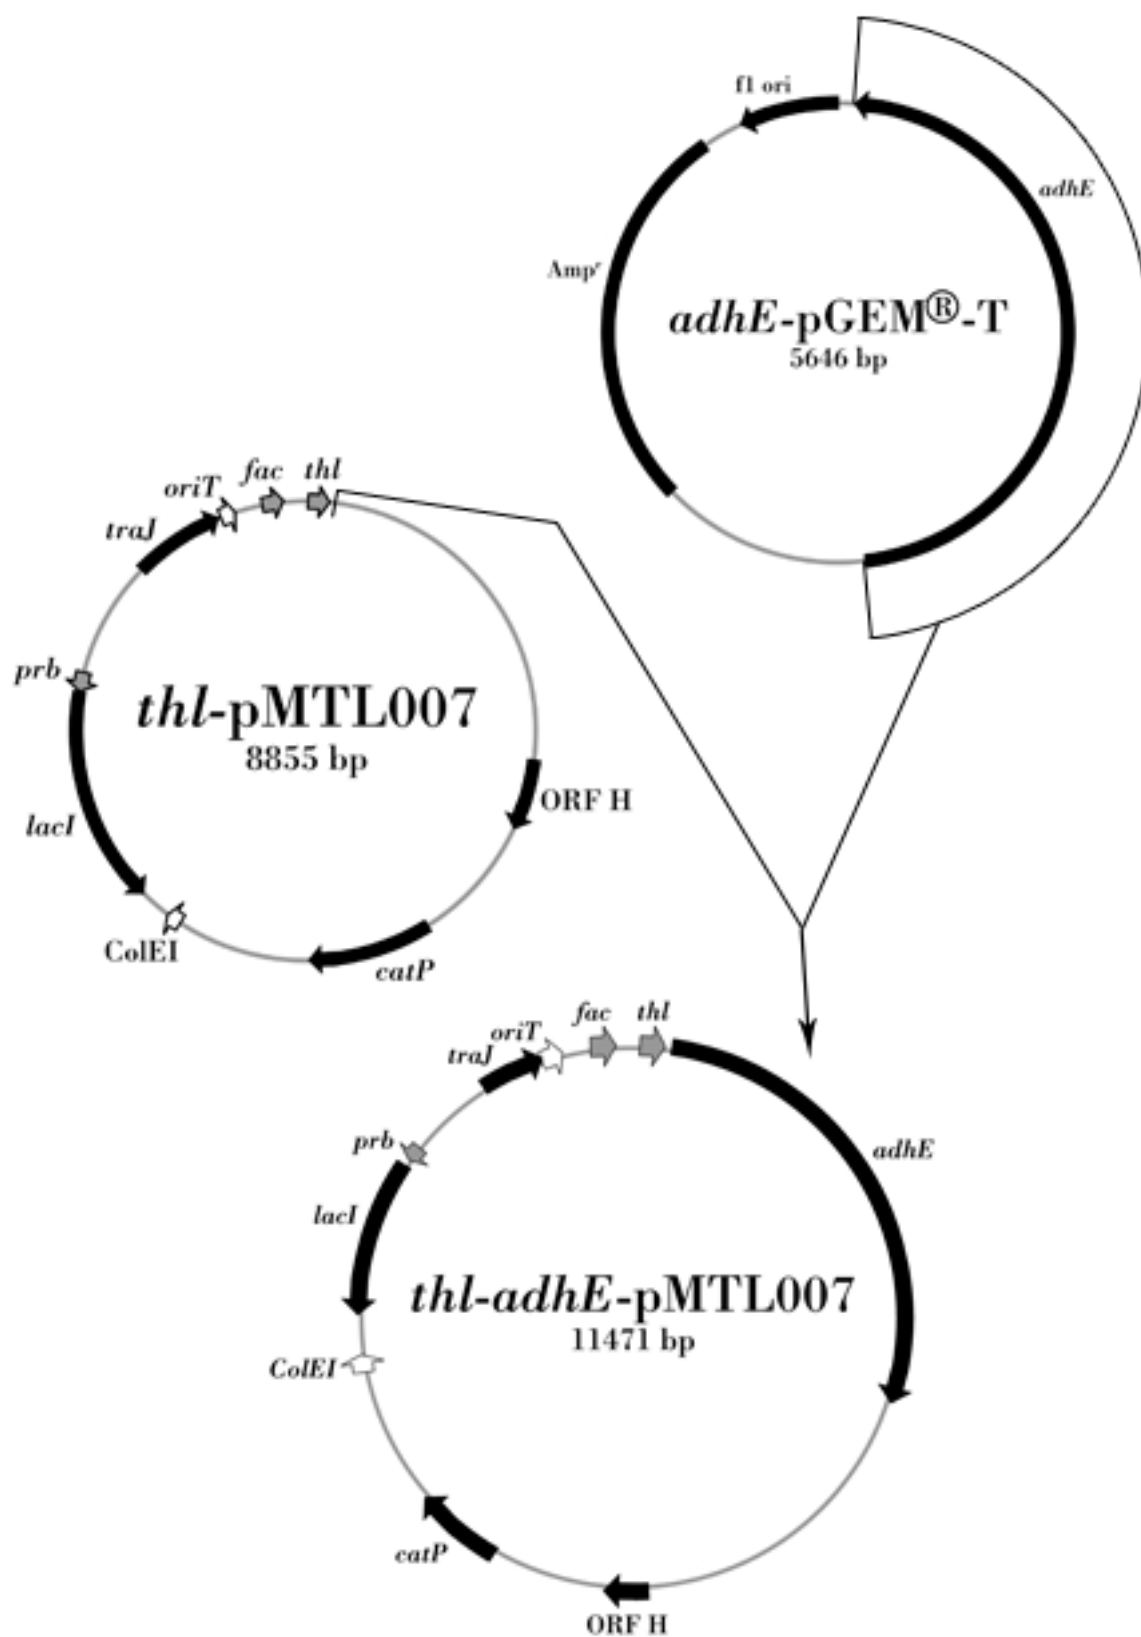 f1 ori
adhE
Ampʳ
adhE-pGEM®-T
5646 bp
oriT
fac
thl
traJ
prb
thl-pMTL007
8855 bp
lacI
ORF H
ColEI
catP
oriT
fac
thl
traJ
prb
adhE
lacI
thl-adhE-pMTL007
11471 bp
ColEI
catP
ORF H